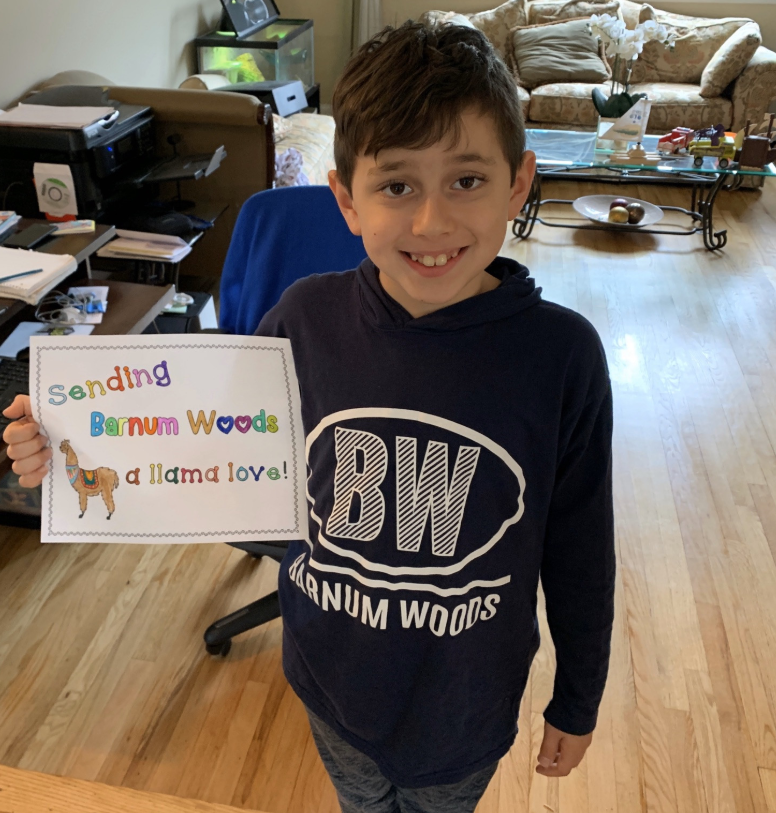 Sending
Barnum Woods
a llama love!
BW
BARNUM WOODS